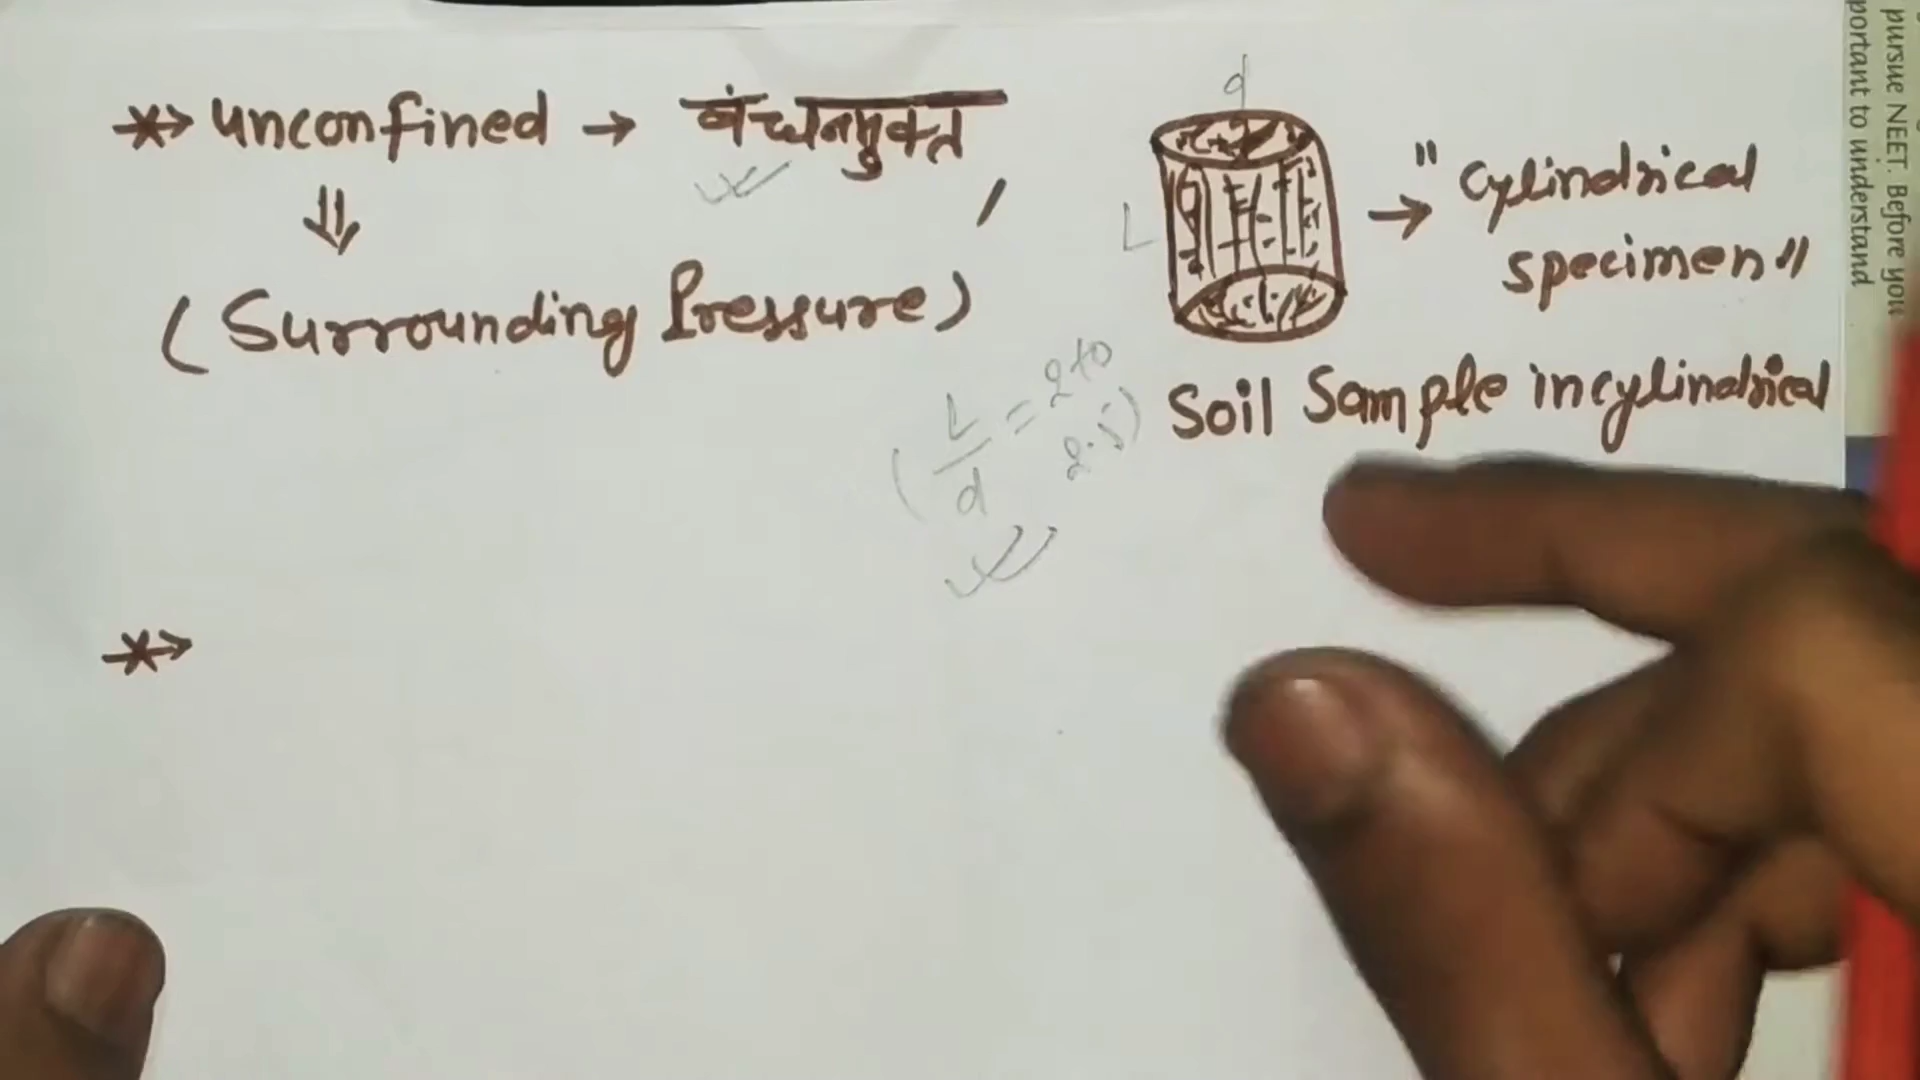 unconfined → बंधनमुक्त
(Surrounding Pressure)
d
L
→ "cylindrical
specimen"
Soil Sample in cylindrical
(L/d = 2 to
2.5)
pursue NEET. Before you
portant to understand